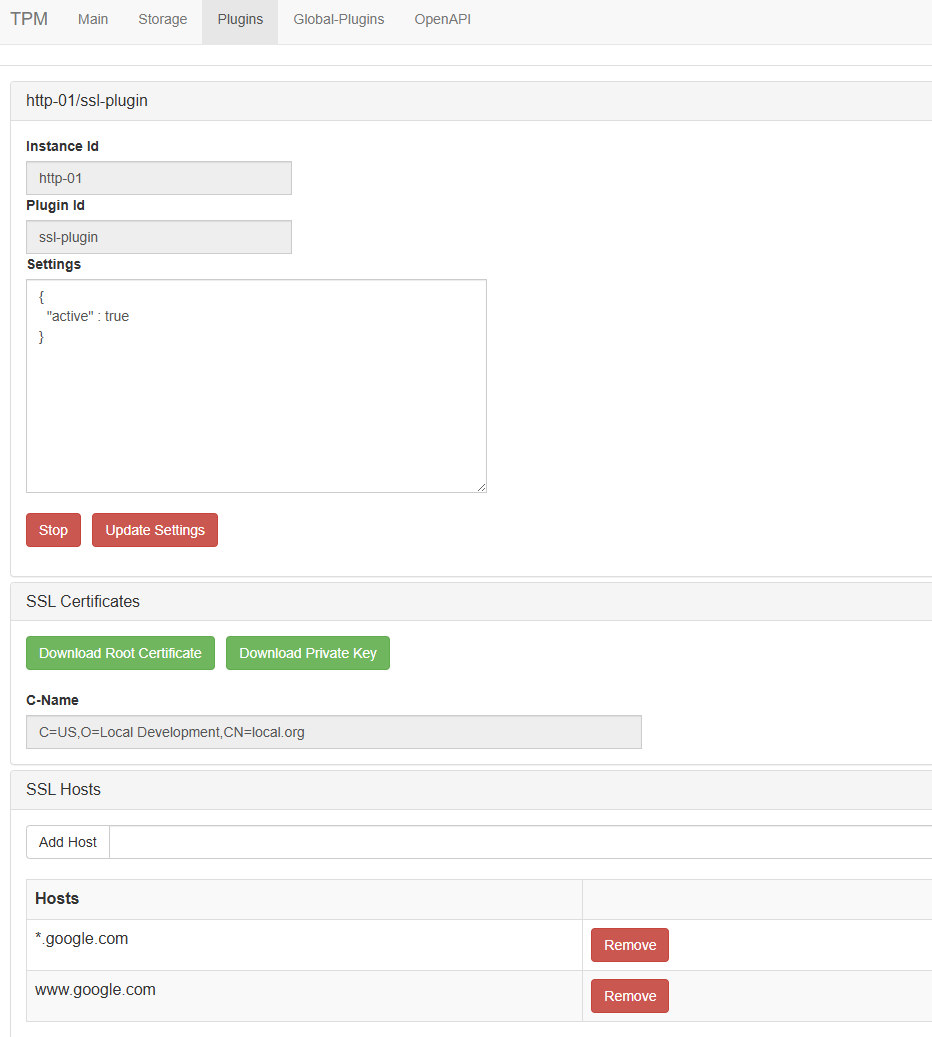 TPM Main Storage Plugins Global-Plugins OpenAPI
http-01/ssl-plugin
Instance Id
http-01
Plugin Id
ssl-plugin
Settings
{
"active" : true
}
Stop Update Settings
SSL Certificates
Download Root Certificate Download Private Key
C-Name
C=US,O=Local Development,CN=local.org
SSL Hosts
Add Host
Hosts
*.google.com Remove
www.google.com Remove